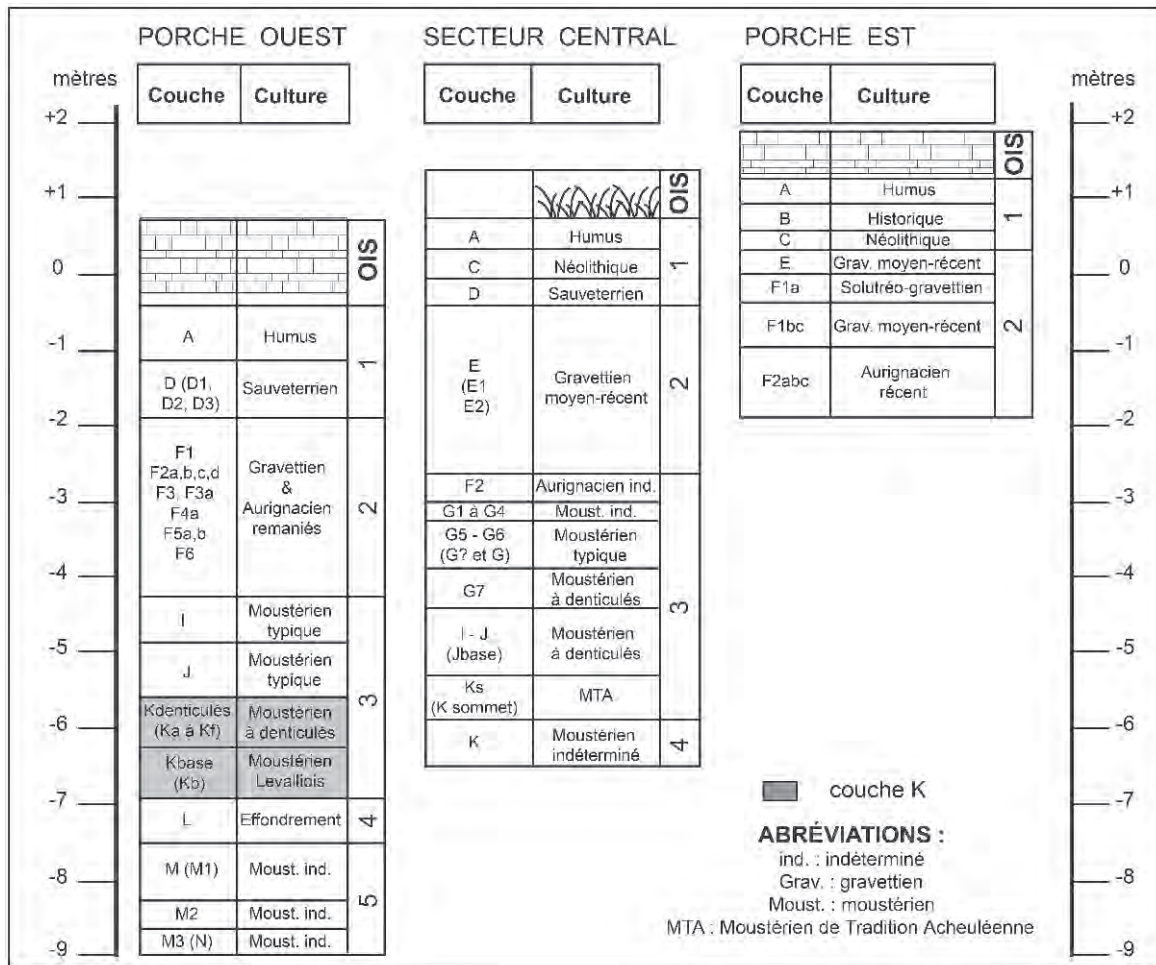 PORCHE OUEST
SECTEUR CENTRAL
PORCHE EST
mètres
mètres
+2
+1
0
-1
-2
-3
-4
-5
-6
-7
-8
-9
Couche Culture
OIS
A Humus
D (D1, D2, D3) Sauveterrien
1
F1
F2a,b,c,d
F3, F3a
F4a
F5a,b
F6
Gravettien
&
Aurignacien
remaniés
2
I Moustérien typique
J Moustérien typique
Kdenticulés (Ka à Kf) Moustérien à denticulés
Kbase (Kb) Moustérien Levallois
3
L Effondrement
4
M (M1) Moust. ind.
M2 Moust. ind.
M3 (N) Moust. ind.
5
Couche Culture
OIS
A Humus
C Néolithique
D Sauveterrien
1
E
(E1
E2)
Gravettien
moyen-récent
2
F2 Aurignacien ind.
G1 à G4 Moust. ind.
G5 - G6 (G? et G) Moustérien typique
G7 Moustérien à denticulés
I - J (Jbase) Moustérien à denticulés
Ks (K sommet) MTA
3
K Moustérien indéterminé
4
Couche Culture
OIS
A Humus
B Historique
C Néolithique
1
E Grav. moyen-récent
F1a Solutréo-gravettien
F1bc Grav. moyen-récent
F2abc Aurignacien récent
2
couche K
ABRÉVIATIONS :
ind. : indéterminé
Grav. : gravettien
Moust. : moustérien
MTA : Moustérien de Tradition Acheuléenne
+2
+1
0
-1
-2
-3
-4
-5
-6
-7
-8
-9